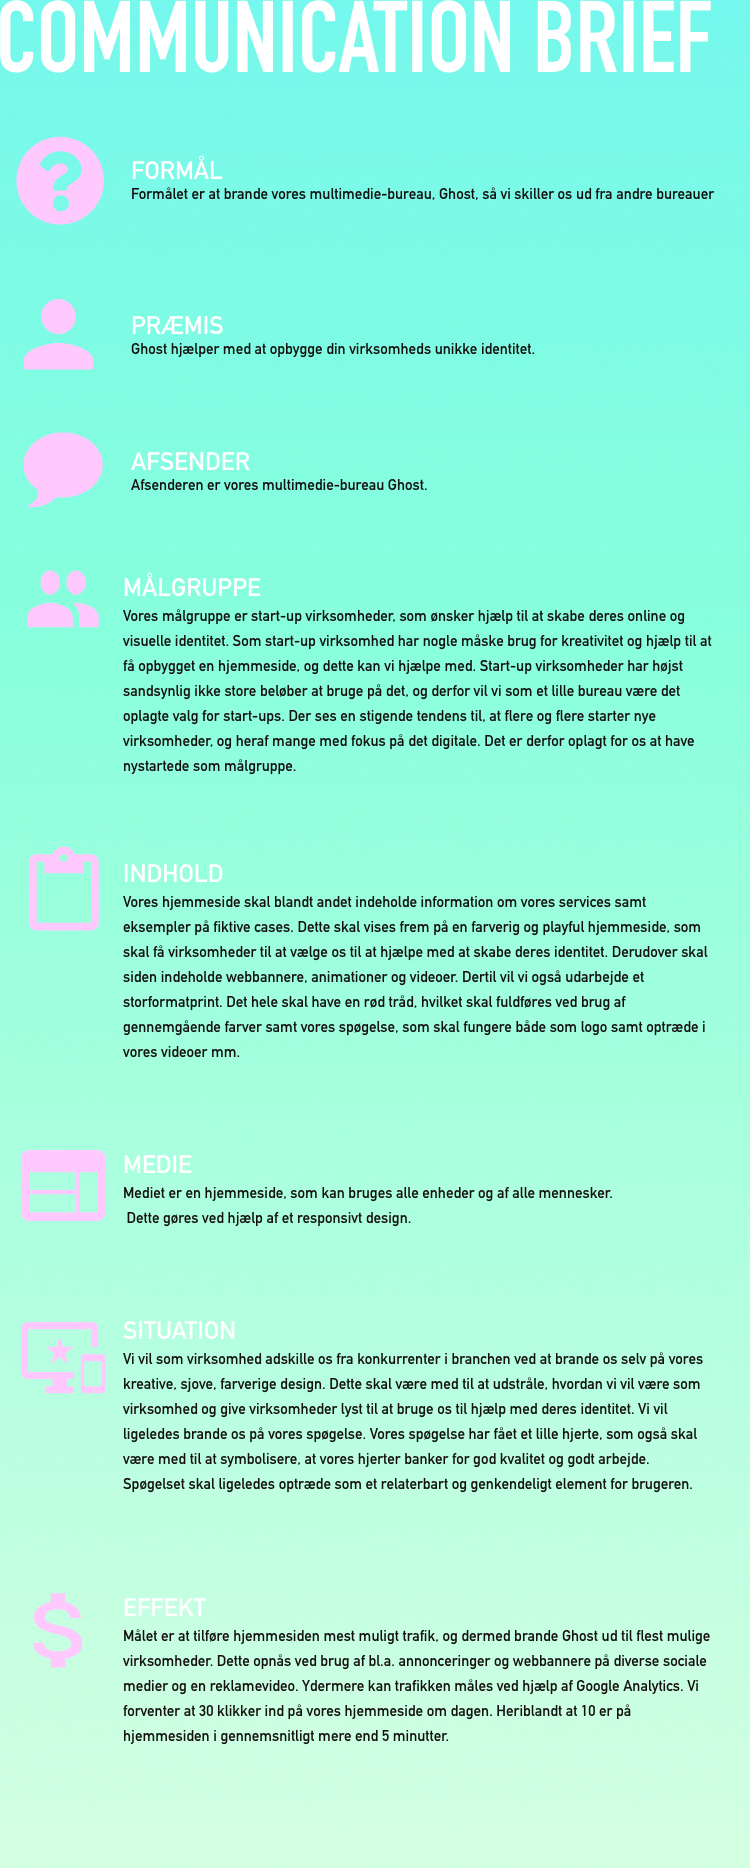 COMMUNICATION BRIEF
FORMÅL
Formålet er at brande vores multimedie-bureau, Ghost, så vi skiller os ud fra andre bureauer
PRÆMIS
Ghost hjælper med at opbygge din virksomheds unikke identitet.
AFSENDER
Afsenderen er vores multimedie-bureau Ghost.
MÅLGRUPPE
Vores målgruppe er start-up virksomheder, som ønsker hjælp til at skabe deres online og
visuelle identitet. Som start-up virksomhed har nogle måske brug for kreativitet og hjælp til at
få opbygget en hjemmeside, og dette kan vi hjælpe med. Start-up virksomheder har højst
sandsynlig ikke store beløber at bruge på det, og derfor vil vi som et lille bureau være det
oplagte valg for start-ups. Der ses en stigende tendens til, at flere og flere starter nye
virksomheder, og heraf mange med fokus på det digitale. Det er derfor oplagt for os at have
nystartede som målgruppe.
INDHOLD
Vores hjemmeside skal blandt andet indeholde information om vores services samt
eksempler på fiktive cases. Dette skal vises frem på en farverig og playful hjemmeside, som
skal få virksomheder til at vælge os til at hjælpe med at skabe deres identitet. Derudover skal
siden indeholde webbannere, animationer og videoer. Dertil vil vi også udarbejde et
storformatprint. Det hele skal have en rød tråd, hvilket skal fuldføres ved brug af
gennemgående farver samt vores spøgelse, som skal fungere både som logo samt optræde i
vores videoer mm.
MEDIE
Mediet er en hjemmeside, som kan bruges alle enheder og af alle mennesker.
Dette gøres ved hjælp af et responsivt design.
SITUATION
Vi vil som virksomhed adskille os fra konkurrenter i branchen ved at brande os selv på vores
kreative, sjove, farverige design. Dette skal være med til at udstråle, hvordan vi vil være som
virksomhed og give virksomheder lyst til at bruge os til hjælp med deres identitet. Vi vil
ligeledes brande os på vores spøgelse. Vores spøgelse har fået et lille hjerte, som også skal
være med til at symbolisere, at vores hjerter banker for god kvalitet og godt arbejde.
Spøgelset skal ligeledes optræde som et relaterbart og genkendeligt element for brugeren.
EFFEKT
Målet er at tilføre hjemmesiden mest muligt trafik, og dermed brande Ghost ud til flest mulige
virksomheder. Dette opnås ved brug af bl.a. annonceringer og webbannere på diverse sociale
medier og en reklamevideo. Ydermere kan trafikken måles ved hjælp af Google Analytics. Vi
forventer at 30 klikker ind på vores hjemmeside om dagen. Heriblandt at 10 er på
hjemmesiden i gennemsnitligt mere end 5 minutter.